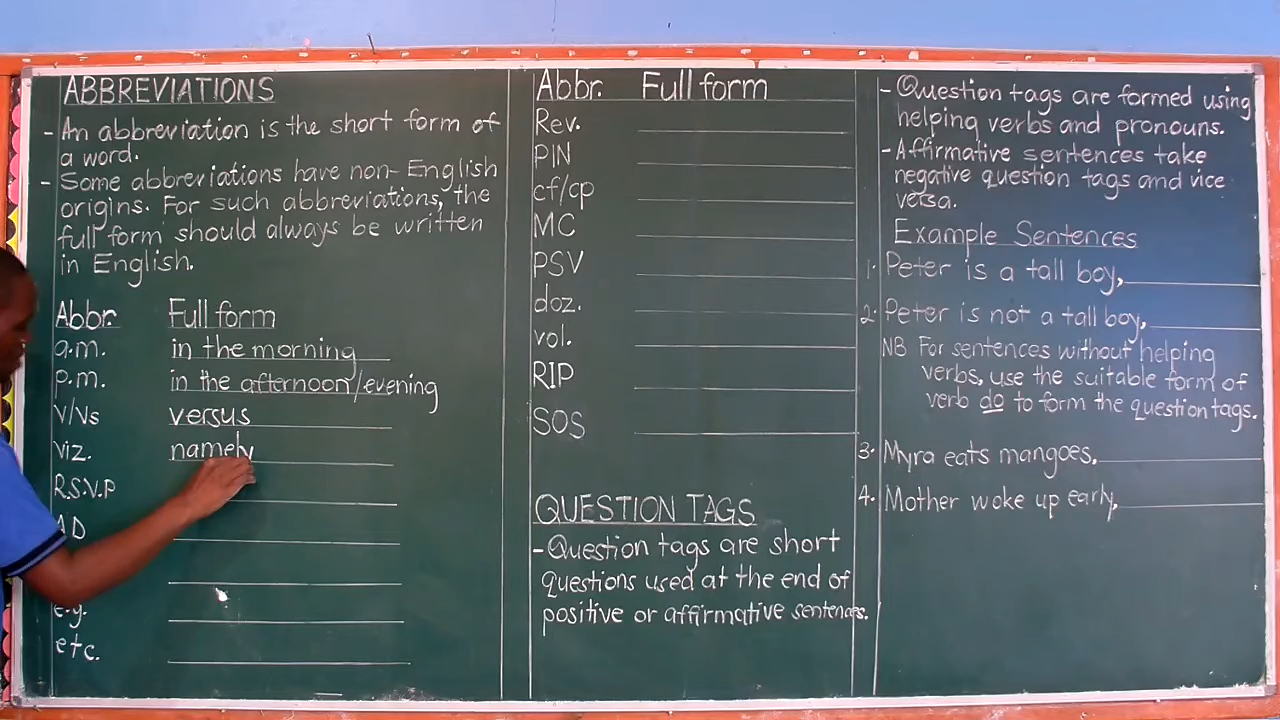 ABBREVIATIONS
- An abbreviation is the short form of
a word.
- Some abbreviations have non-English
origins. For such abbreviations, the
full form should always be written
in English.
Abbr. Full form
a.m. in the morning
p.m. in the afternoon/evening
V/Vs versus
viz. namely
R.S.V.P
AD
e.g.
etc.
Abbr. Full form
Rev.
PIN
cf/cp
MC
PSV
doz.
vol.
RIP
SOS
QUESTION TAGS
- Question tags are short
questions used at the end of
positive or affirmative sentences.
- Question tags are formed using
helping verbs and pronouns.
- Affirmative sentences take
negative question tags and vice
versa.
Example Sentences
1. Peter is a tall boy,
2. Peter is not a tall boy,
NB For sentences without helping
verbs, use the suitable form of
verb do to form the question tags.
3. Myra eats mangoes,
4. Mother woke up early,